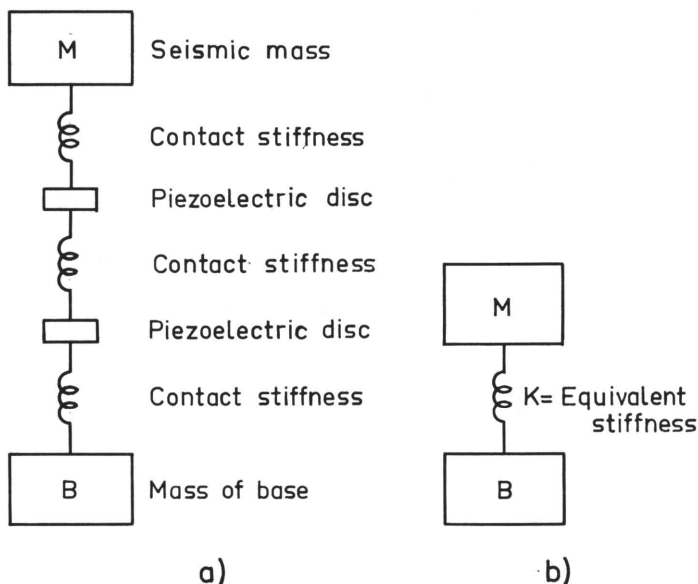 M Seismic mass
Contact stiffness
Piezoelectric disc
Contact stiffness
Piezoelectric disc
Contact stiffness
B Mass of base
a)
M
K= Equivalent
stiffness
B
b)